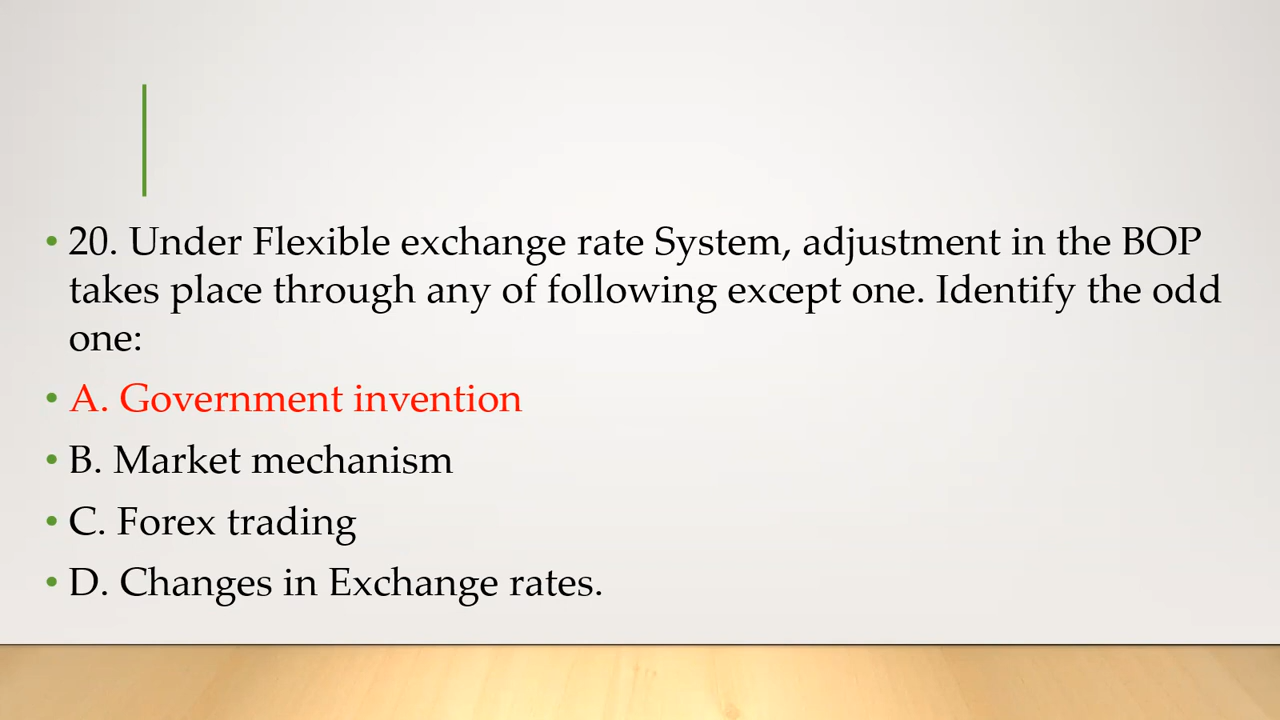 • 20. Under Flexible exchange rate System, adjustment in the BOP
takes place through any of following except one. Identify the odd
one:
• A. Government invention
• B. Market mechanism
• C. Forex trading
• D. Changes in Exchange rates.